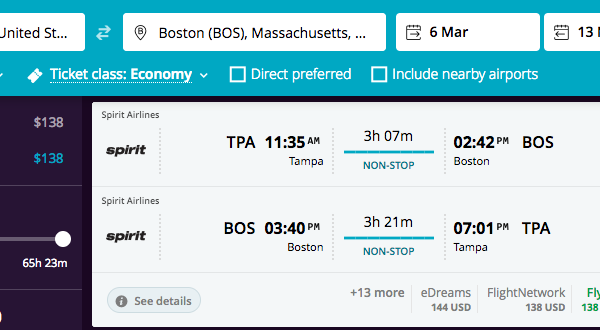 United St...
Boston (BOS), Massachusetts, ...
6 Mar
13 M
Ticket class: Economy
Direct preferred
Include nearby airports
$138
$138
65h 23m
Spirit Airlines
spirit
TPA 11:35 AM
Tampa
3h 07m
NON-STOP
02:42 PM BOS
Boston
Spirit Airlines
spirit
BOS 03:40 PM
Boston
3h 21m
NON-STOP
07:01 PM TPA
Tampa
See details
+13 more
eDreams
144 USD
FlightNetwork
138 USD
Fly
138